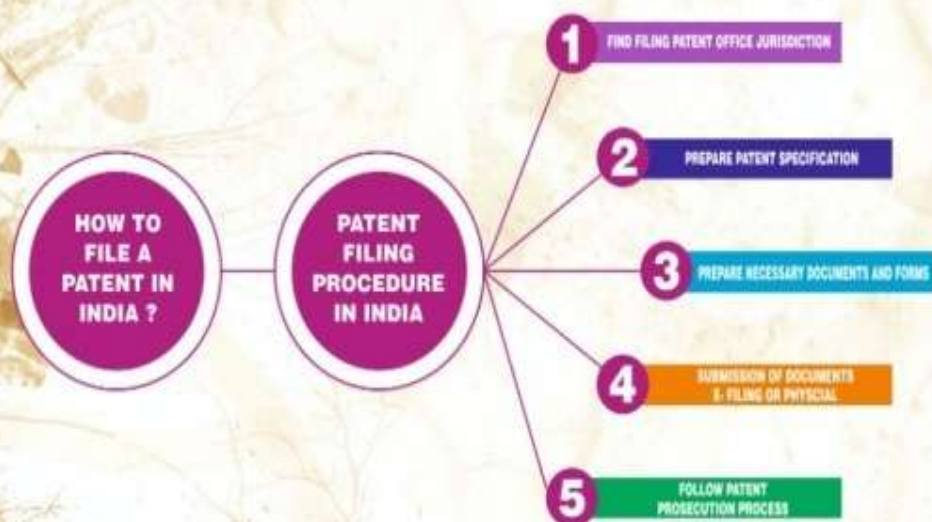 HOW TO
FILE A
PATENT IN
INDIA ?
PATENT
FILING
PROCEDURE
IN INDIA
1 FIND FILING PATENT OFFICE JURISDICTION
2 PREPARE PATENT SPECIFICATION
3 PREPARE NECESSARY DOCUMENTS AND FORMS
4 SUBMISSION OF DOCUMENTS
E- FILING OR PHYSCIAL
5 FOLLOW PATENT
PROSECUTION PROCESS